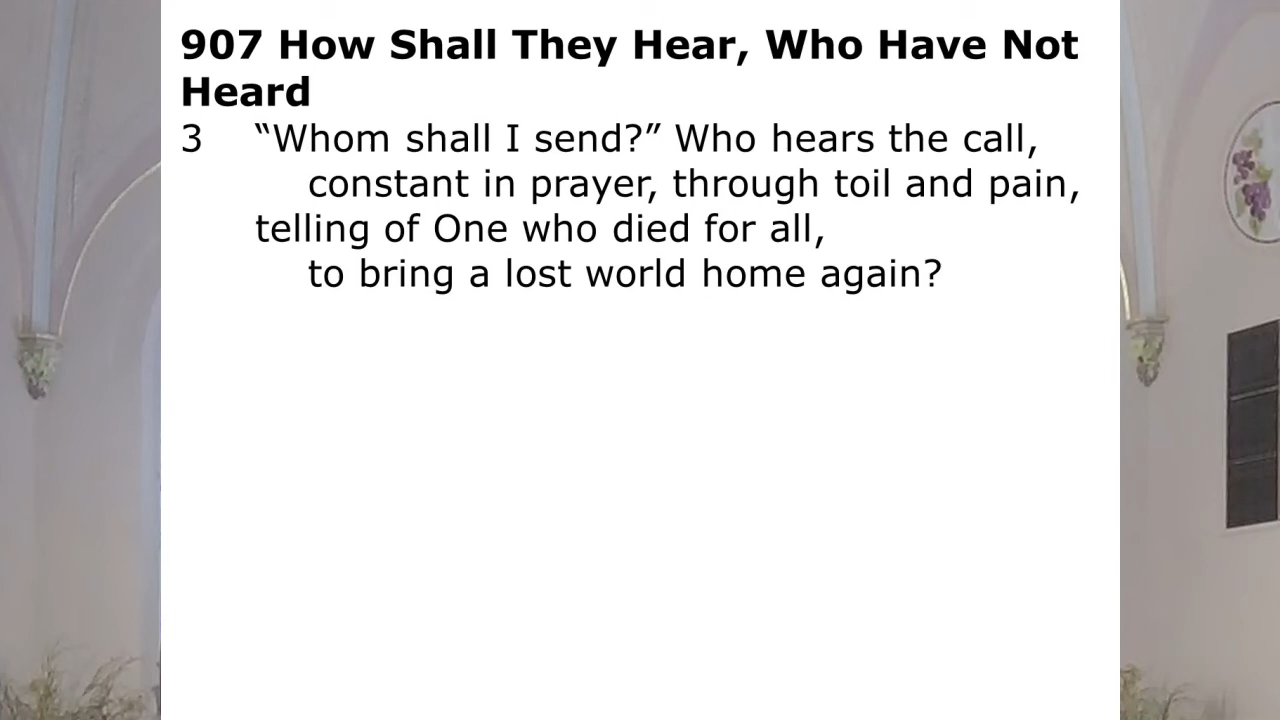 907 How Shall They Hear, Who Have Not
Heard
3 “Whom shall I send?” Who hears the call,
constant in prayer, through toil and pain,
telling of One who died for all,
to bring a lost world home again?